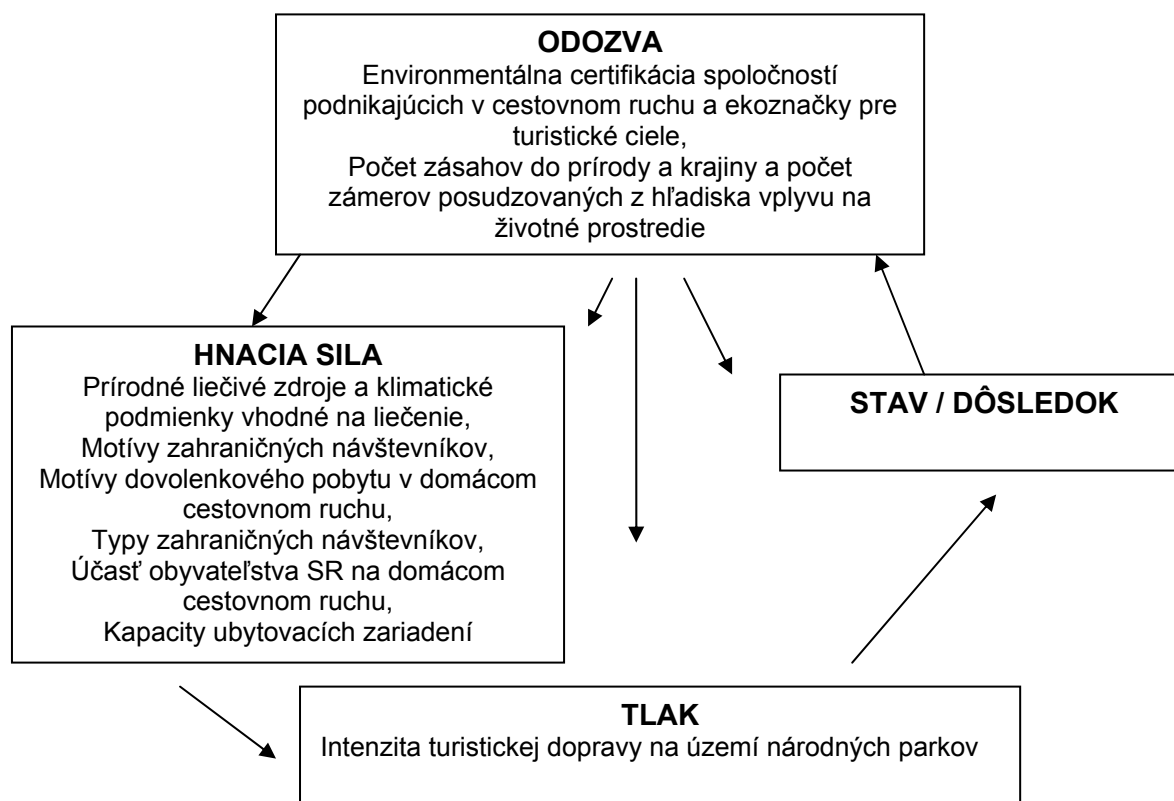 ODOZVA
Environmentálna certifikácia spoločností
podnikajúcich v cestovnom ruchu a ekoznačky pre
turistické ciele,
Počet zásahov do prírody a krajiny a počet
zámerov posudzovaných z hľadiska vplyvu na
životné prostredie
HNACIA SILA
Prírodné liečivé zdroje a klimatické
podmienky vhodné na liečenie,
Motívy zahraničných návštevníkov,
Motívy dovolenkového pobytu v domácom
cestovnom ruchu,
Typy zahraničných návštevníkov,
Účasť obyvateľstva SR na domácom
cestovnom ruchu,
Kapacity ubytovacích zariadení
STAV / DÔSLEDOK
TLAK
Intenzita turistickej dopravy na území národných parkov